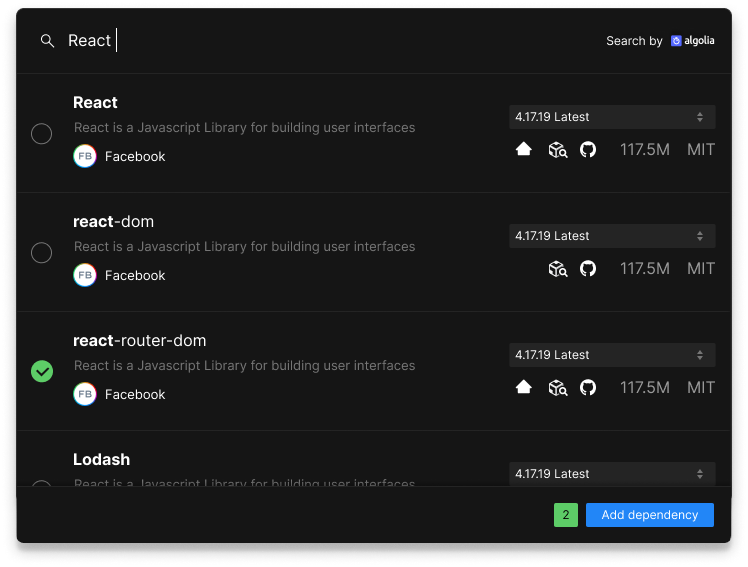 React
Search by algolia
React
React is a Javascript Library for building user interfaces
FB Facebook
4.17.19 Latest
117.5M MIT
react-dom
React is a Javascript Library for building user interfaces
FB Facebook
4.17.19 Latest
117.5M MIT
react-router-dom
React is a Javascript Library for building user interfaces
FB Facebook
4.17.19 Latest
117.5M MIT
Lodash
React is a Javascript Library for building user interfaces
4.17.19 Latest
2 Add dependency